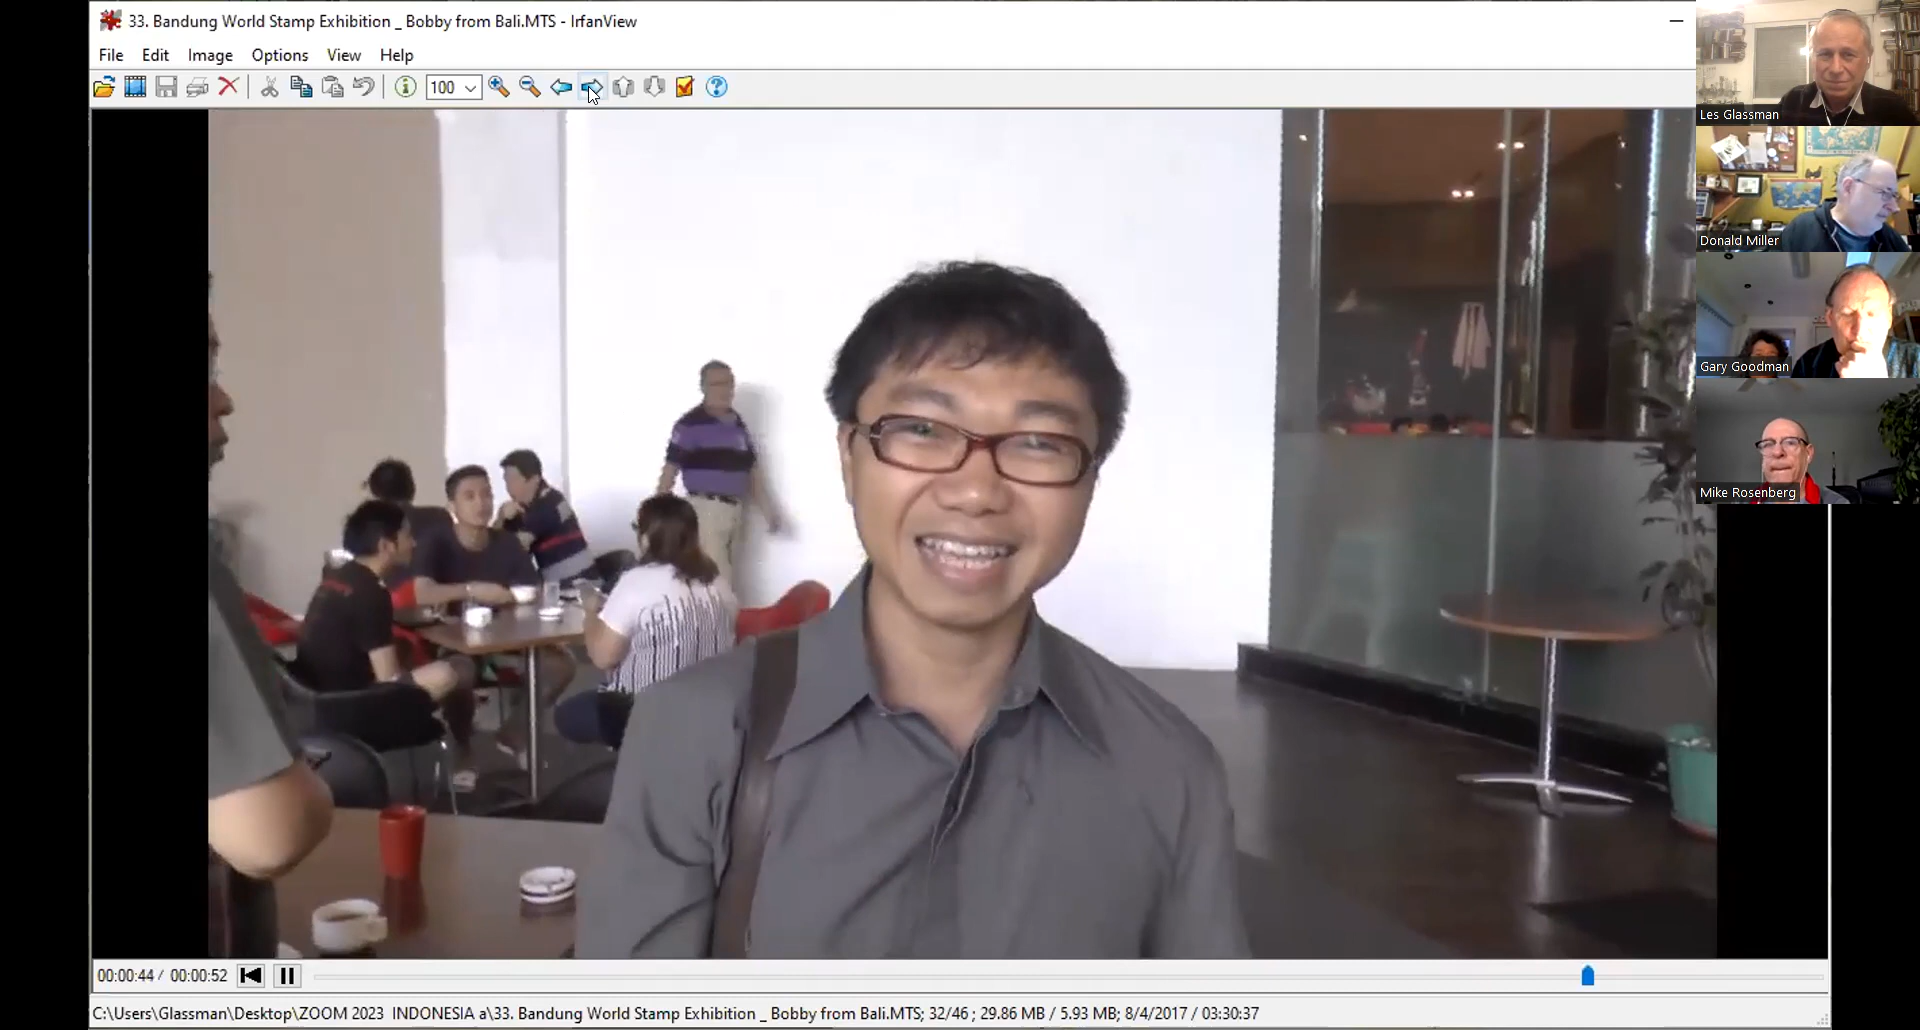 33. Bandung World Stamp Exhibition _ Bobby from Bali.MTS - IrfanView
File Edit Image Options View Help
100
Les Glassman
Donald Miller
Gary Goodman
Mike Rosenberg
00:00:44 / 00:00:52
C:\Users\Glassman\Desktop\ZOOM 2023  INDONESIA a\33. Bandung World Stamp Exhibition _ Bobby from Bali.MTS; 32/46 ; 29.86 MB / 5.93 MB; 8/4/2017 / 03:30:37